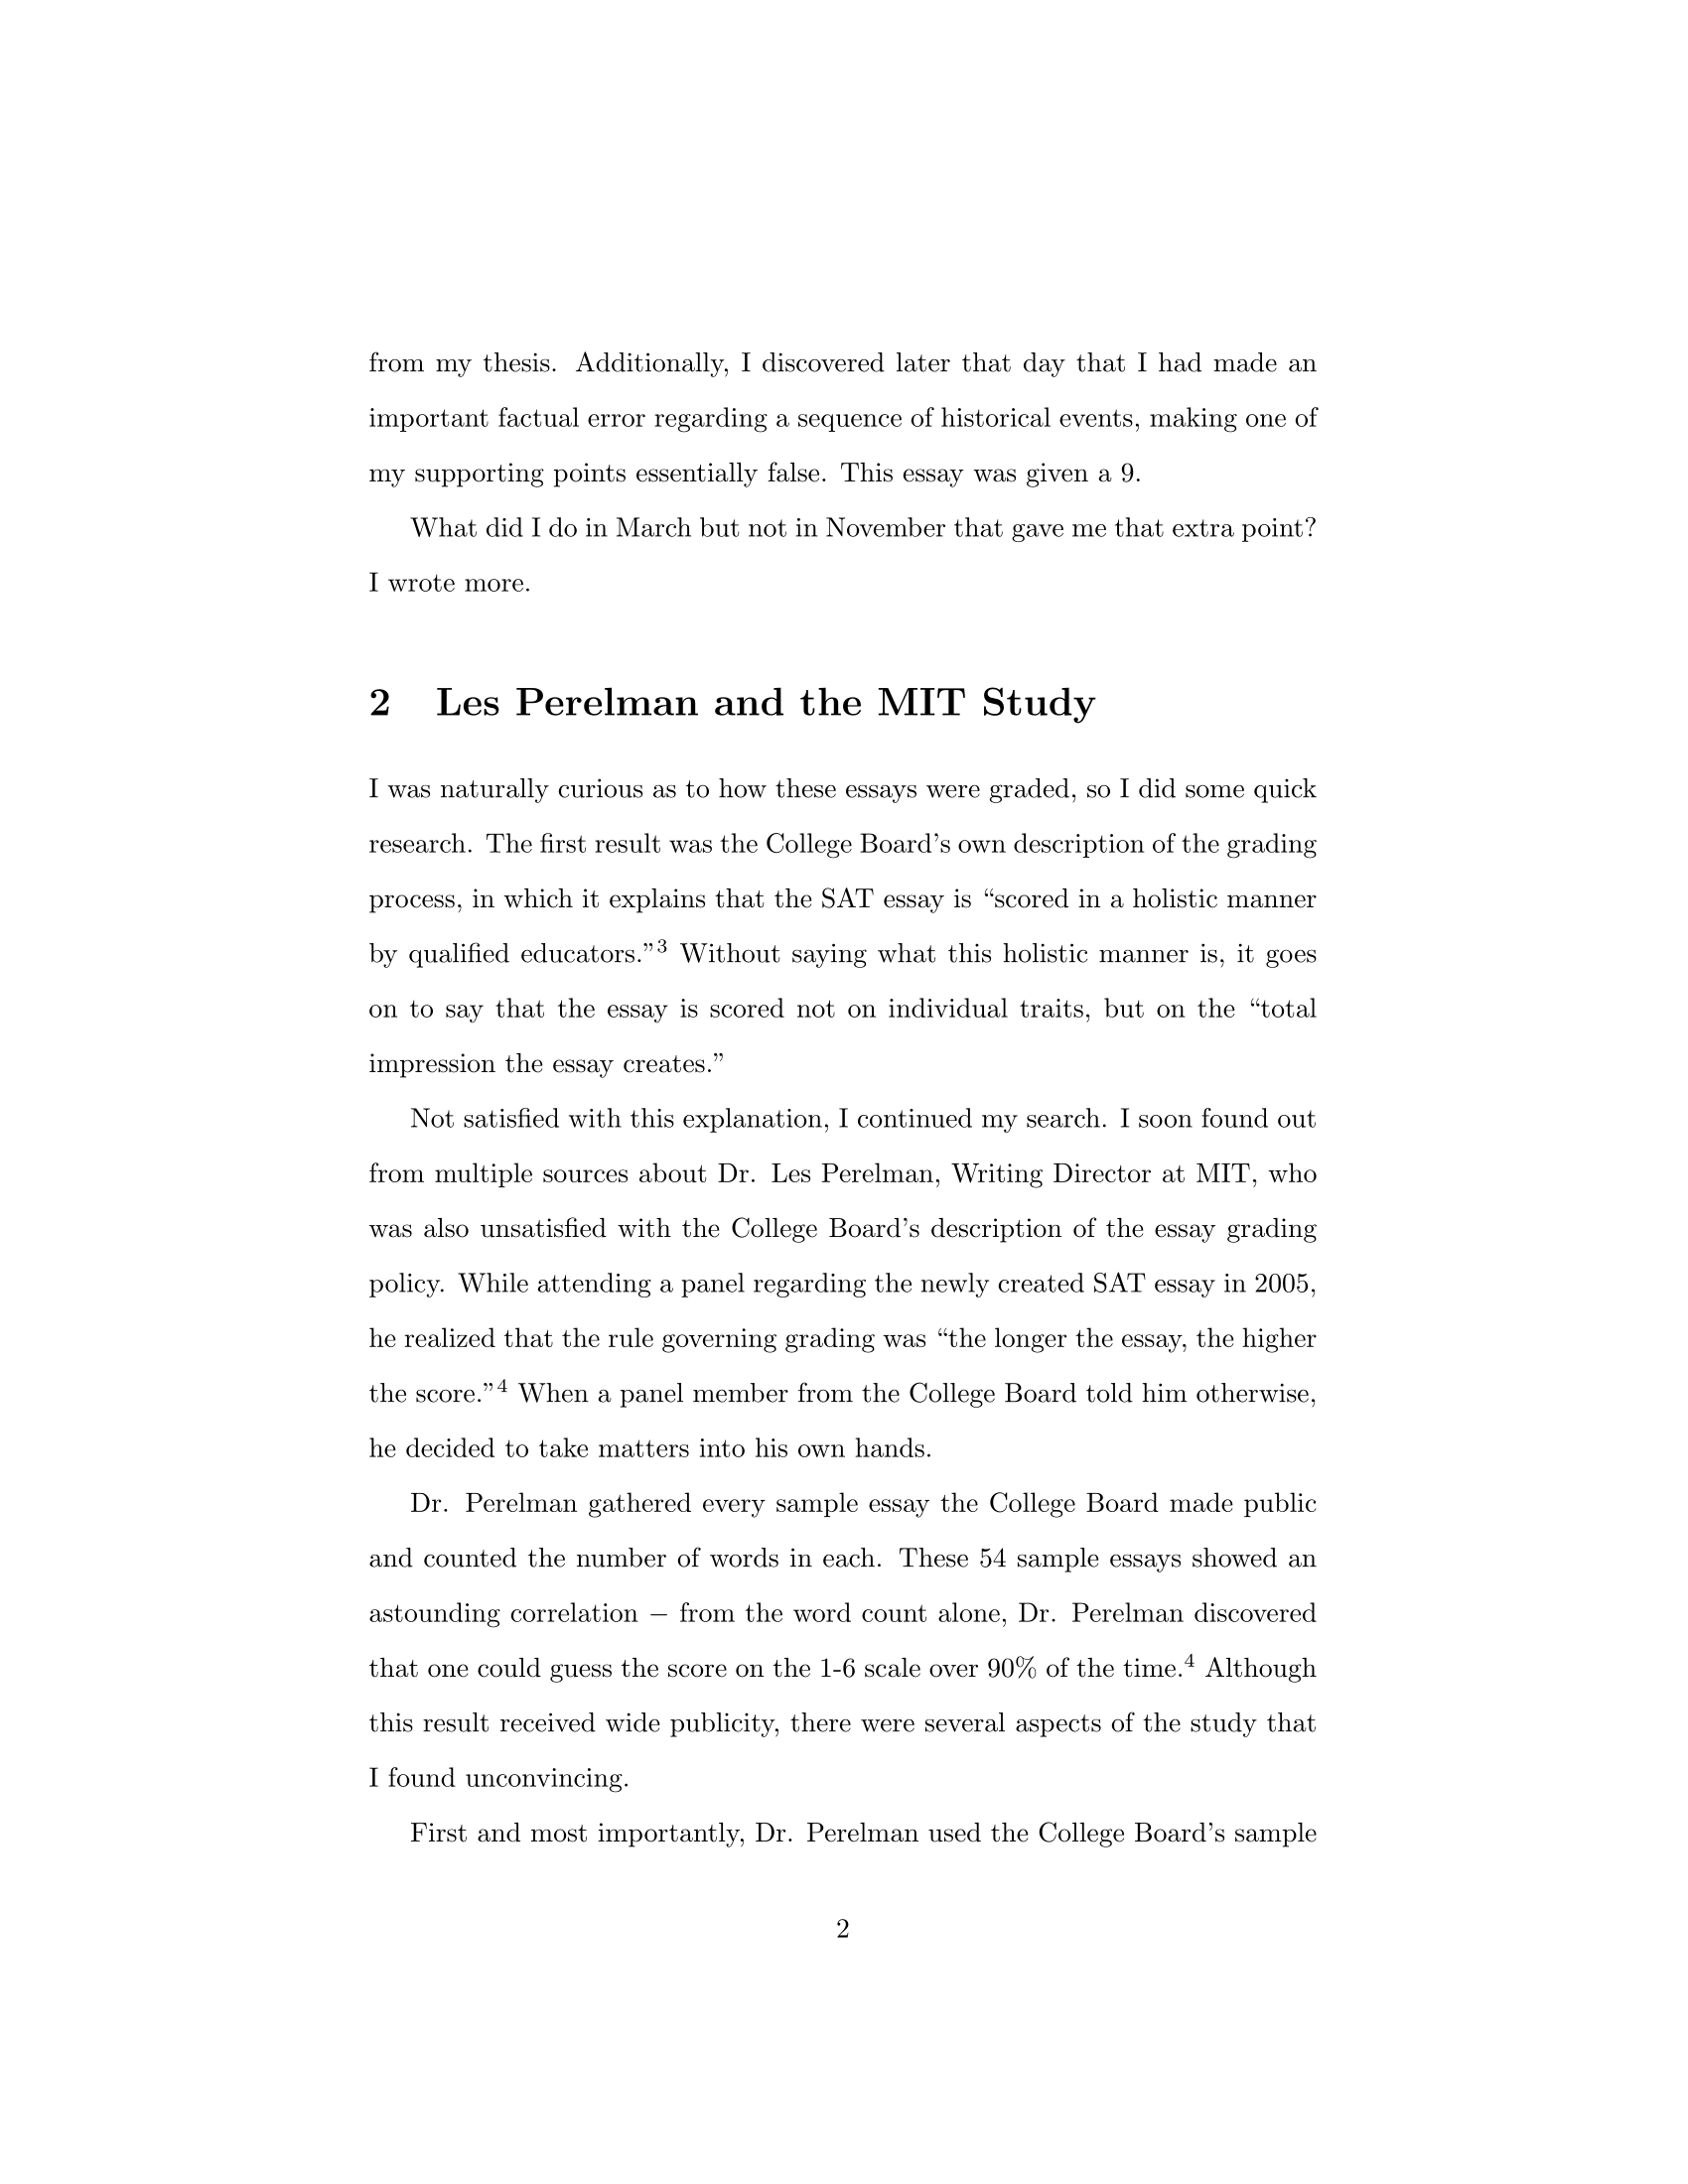 from my thesis. Additionally, I discovered later that day that I had made an
important factual error regarding a sequence of historical events, making one of
my supporting points essentially false. This essay was given a 9.
What did I do in March but not in November that gave me that extra point?
I wrote more.
2 Les Perelman and the MIT Study
I was naturally curious as to how these essays were graded, so I did some quick
research. The first result was the College Board’s own description of the grading
process, in which it explains that the SAT essay is “scored in a holistic manner
by qualified educators.”³ Without saying what this holistic manner is, it goes
on to say that the essay is scored not on individual traits, but on the “total
impression the essay creates.”
Not satisfied with this explanation, I continued my search. I soon found out
from multiple sources about Dr. Les Perelman, Writing Director at MIT, who
was also unsatisfied with the College Board’s description of the essay grading
policy. While attending a panel regarding the newly created SAT essay in 2005,
he realized that the rule governing grading was “the longer the essay, the higher
the score.”⁴ When a panel member from the College Board told him otherwise,
he decided to take matters into his own hands.
Dr. Perelman gathered every sample essay the College Board made public
and counted the number of words in each. These 54 sample essays showed an
astounding correlation – from the word count alone, Dr. Perelman discovered
that one could guess the score on the 1-6 scale over 90% of the time.⁴ Although
this result received wide publicity, there were several aspects of the study that
I found unconvincing.
First and most importantly, Dr. Perelman used the College Board’s sample
2